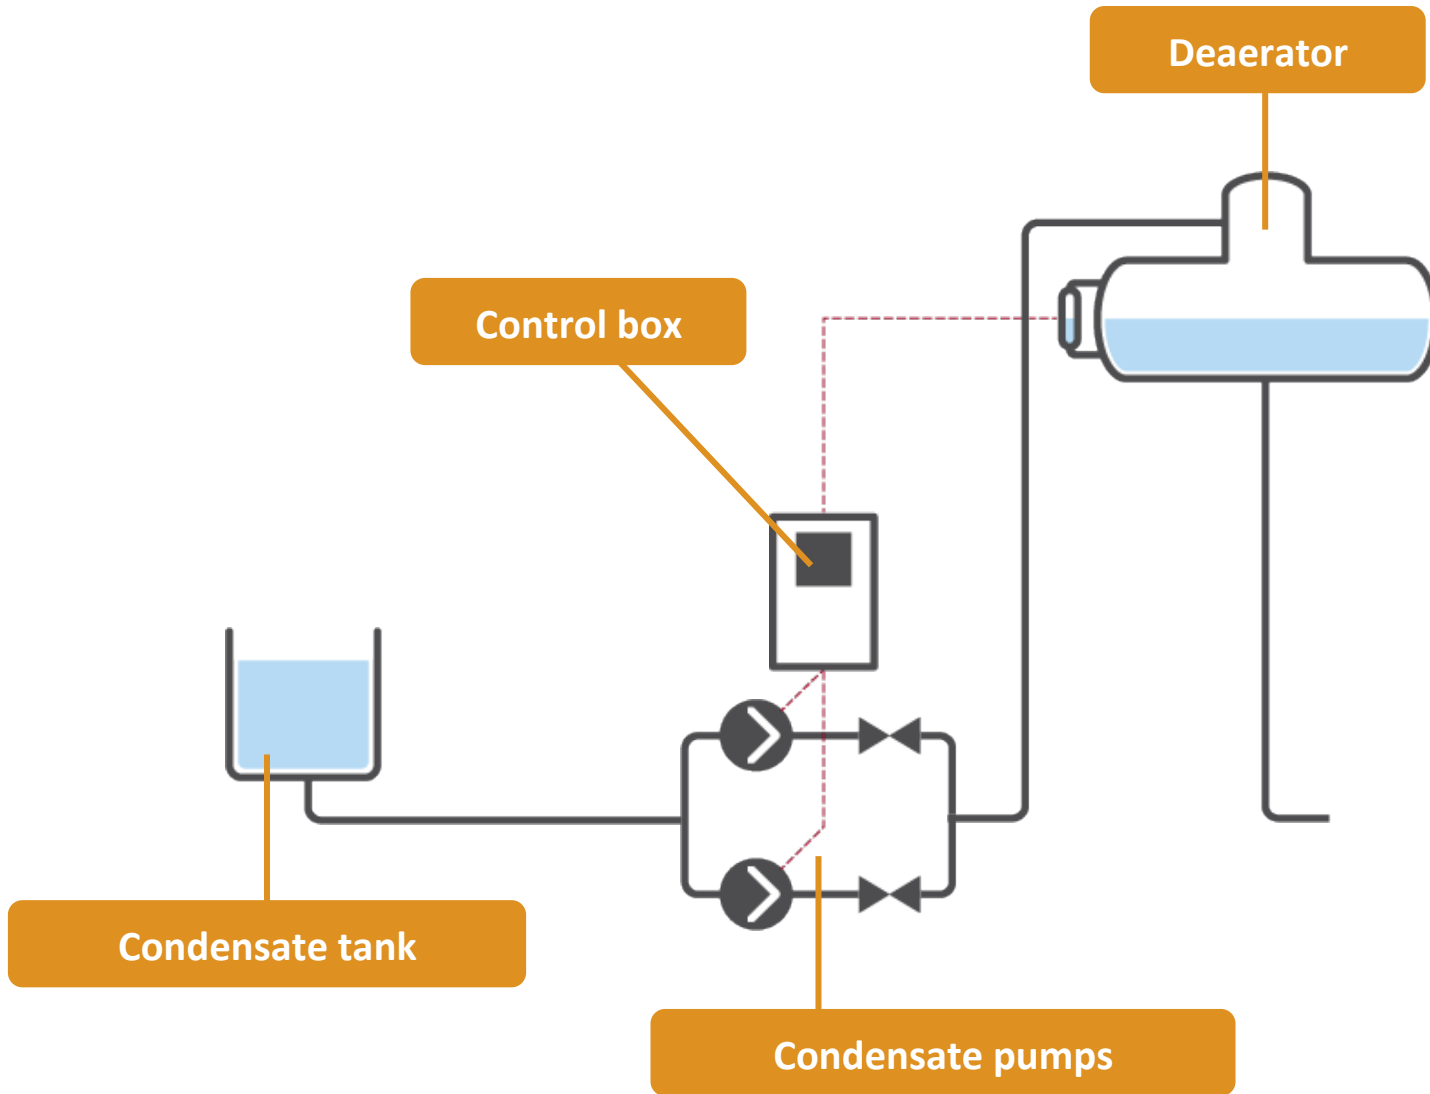 Deaerator
Control box
Condensate tank
Condensate pumps